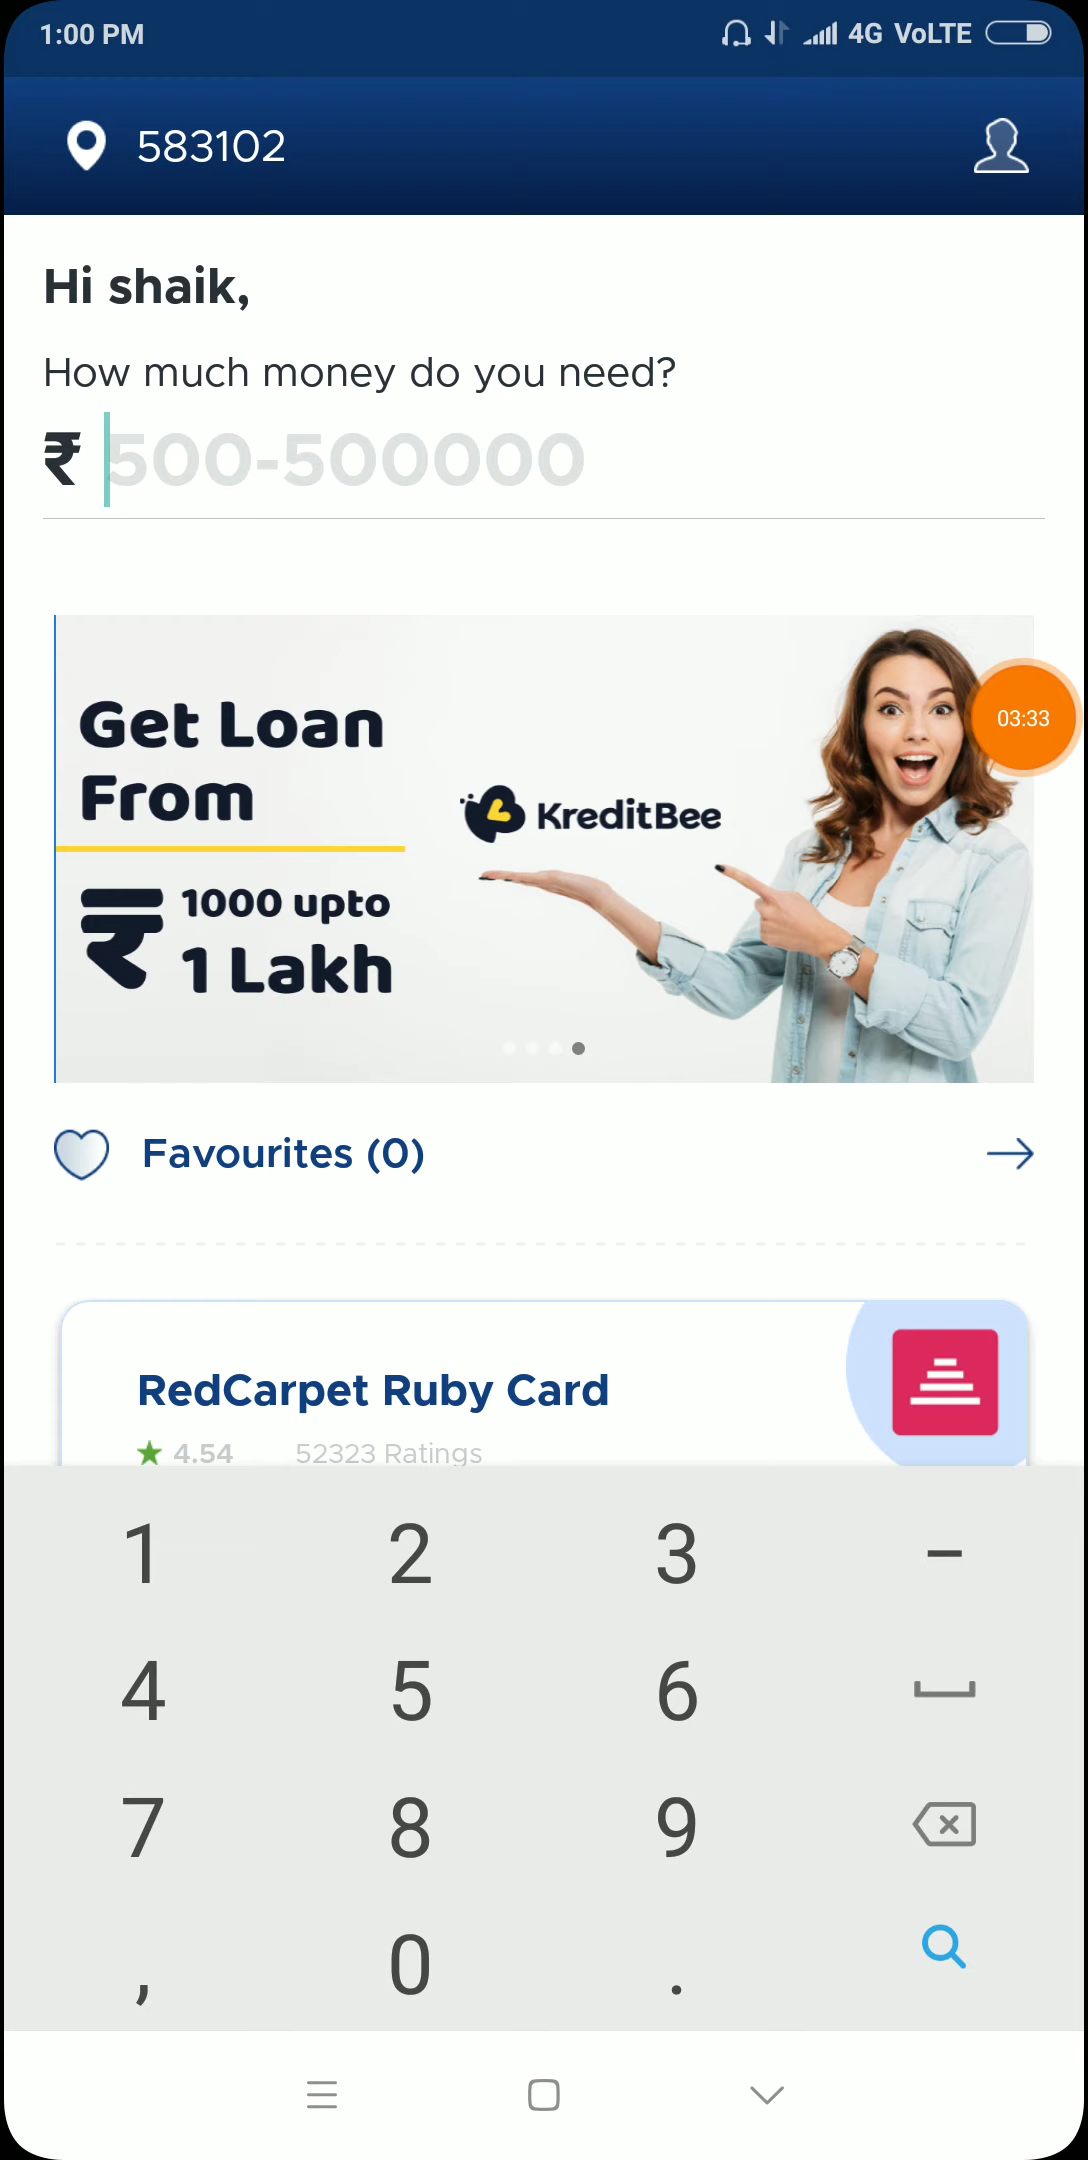 1:00 PM 4G VoLTE
583102
Hi shaik,
How much money do you need?
₹ 500-500000
Get Loan
From
KreditBee
₹ 1000 upto
1 Lakh
03:33
Favourites (0)
RedCarpet Ruby Card
★ 4.54 52323 Ratings
1 2 3 –
4 5 6
7 8 9
, 0 .